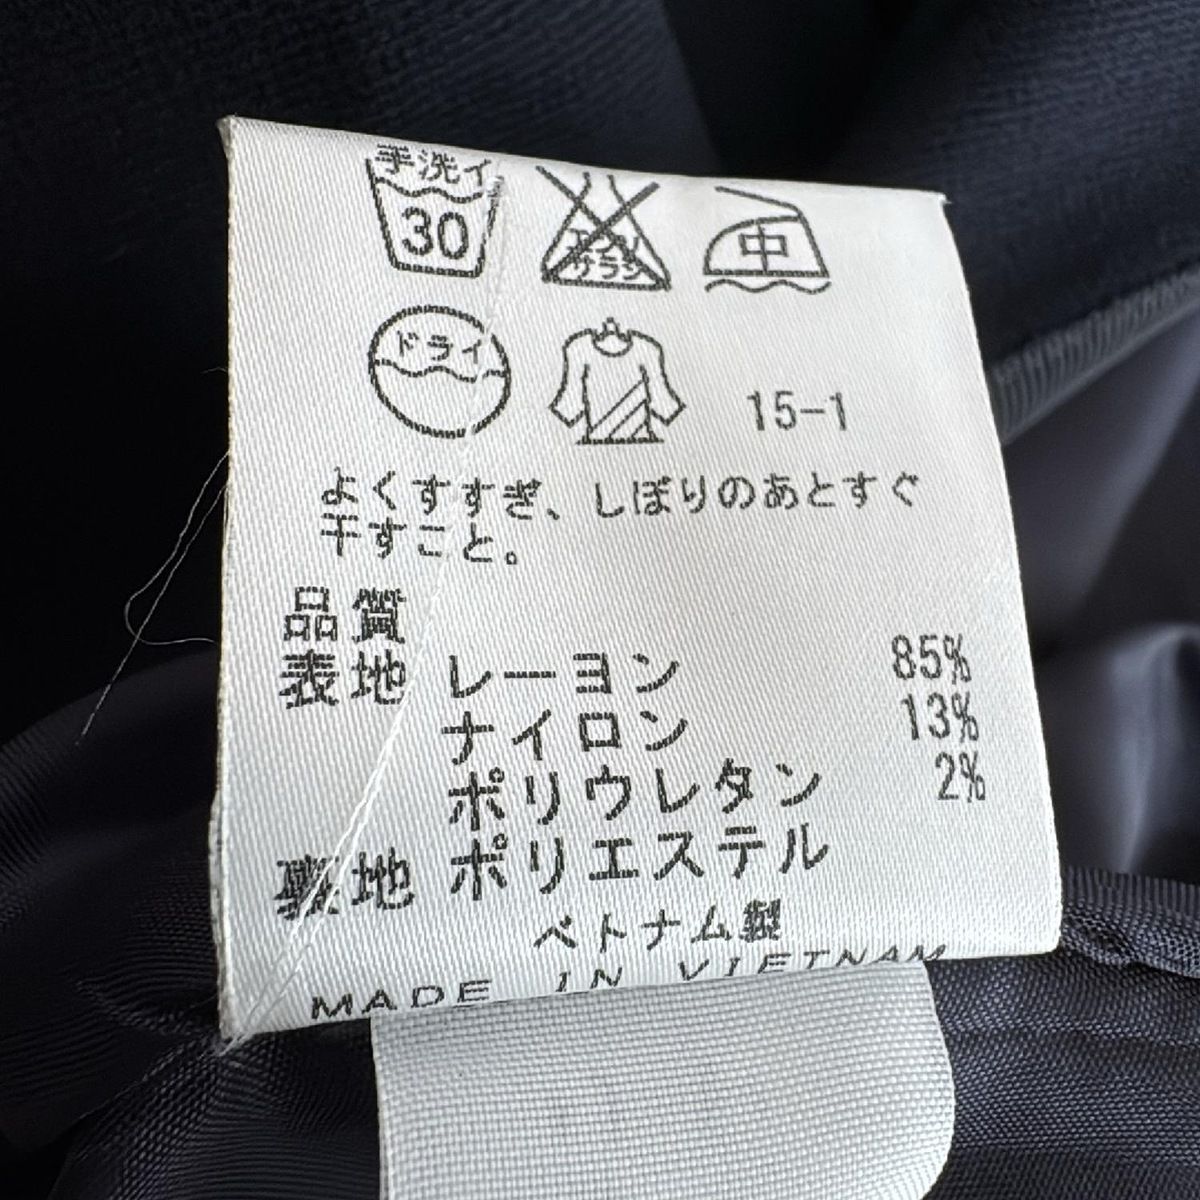 手洗イ
30
エンソ
サラシ
中
ドライ
15-1
よくすすぎ、しぼりのあとすぐ
干すこと。
品質
表地 レーヨン 85%
ナイロン 13%
ポリウレタン 2%
裏地 ポリエステル
ベトナム製
MADE IN VIETNAM